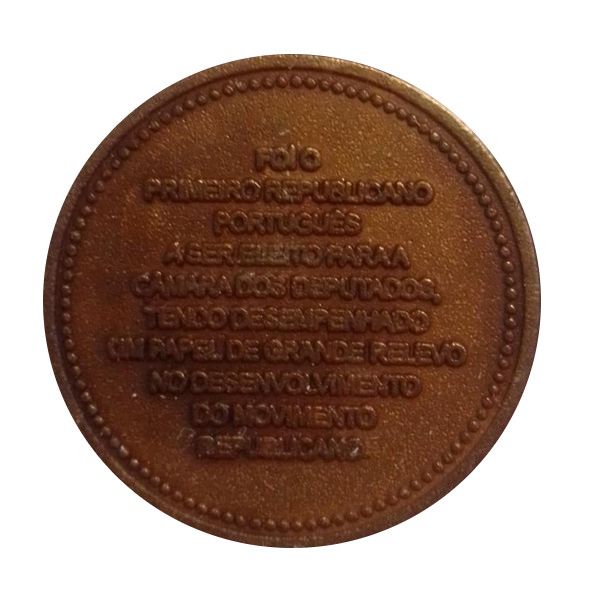 FOI O
PRIMEIRO REPUBLICANO
PORTUGUÊS
A SER ELEITO PARA A
CÂMARA DOS DEPUTADOS,
TENDO DESEMPENHADO
UM PAPEL DE GRANDE RELEVO
NO DESENVOLVIMENTO
DO MOVIMENTO
REPUBLICANO.